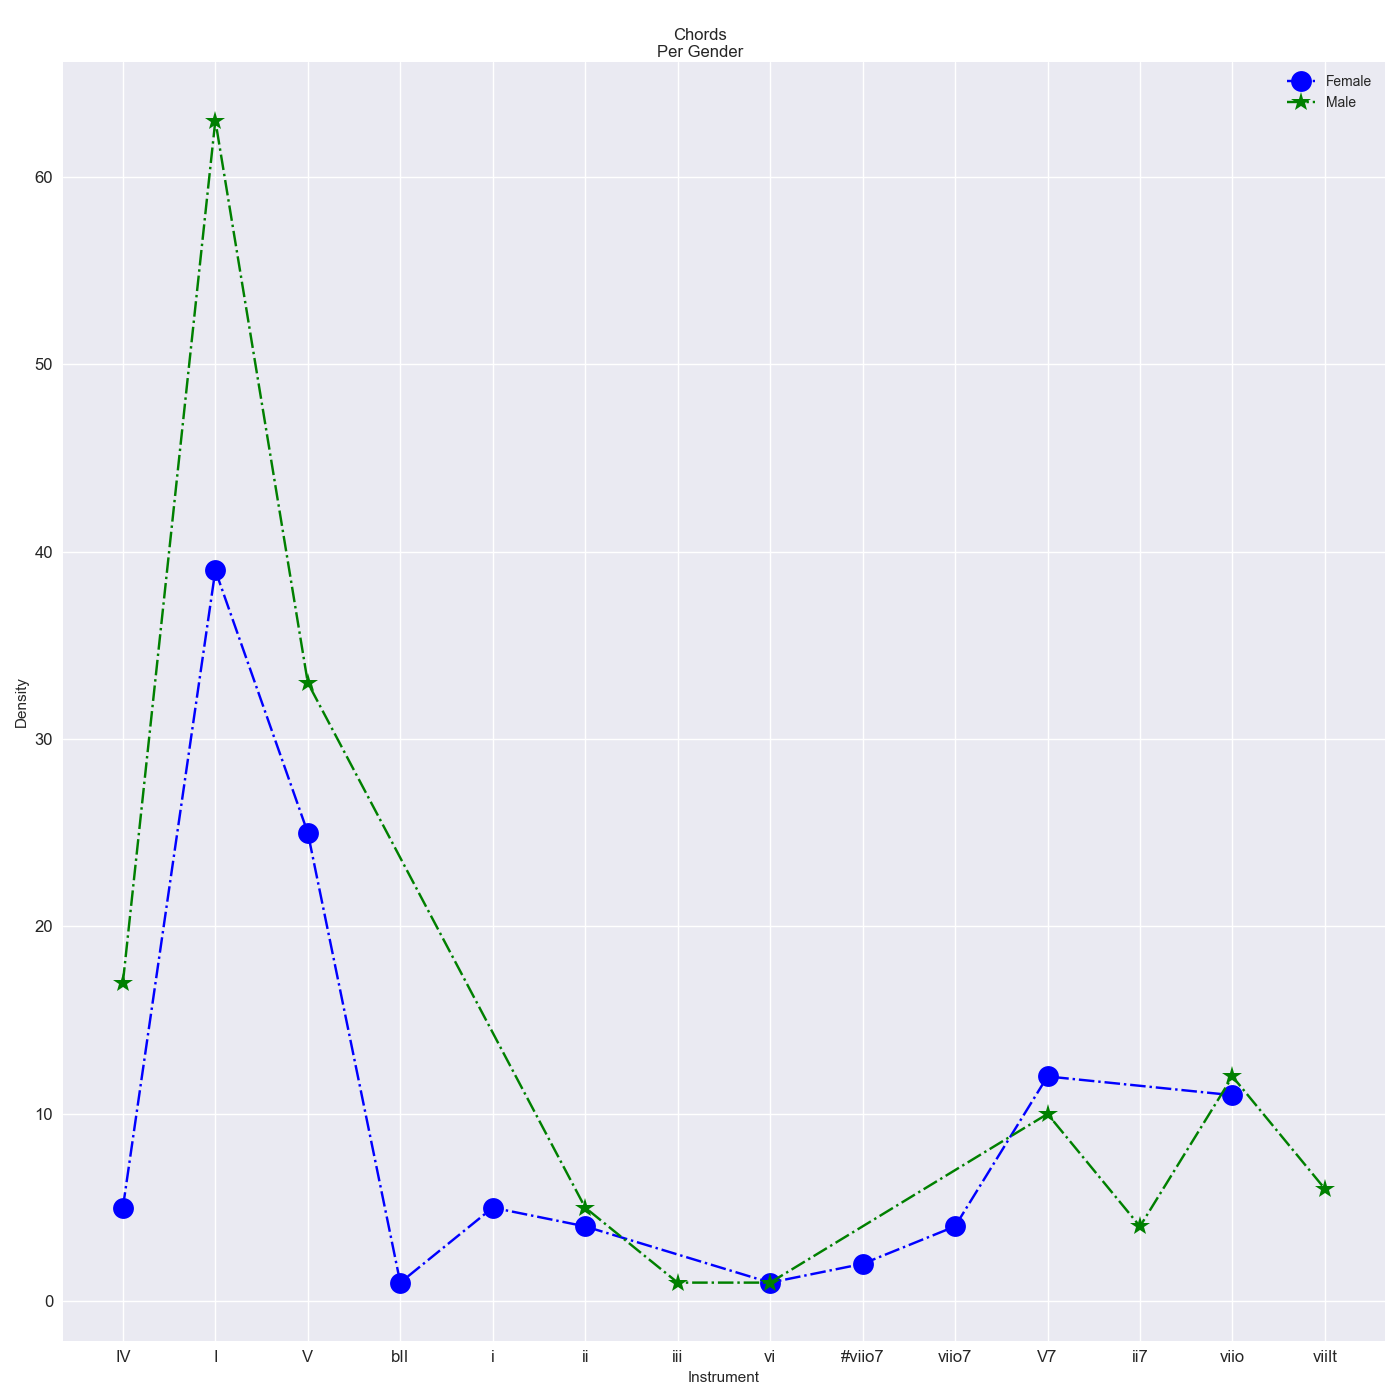 Chords
Per Gender
Female
Male
60
50
40
30
20
10
0
Density
IV I V bII i ii iii vi #viio7 viio7 V7 ii7 viio viiIt
Instrument